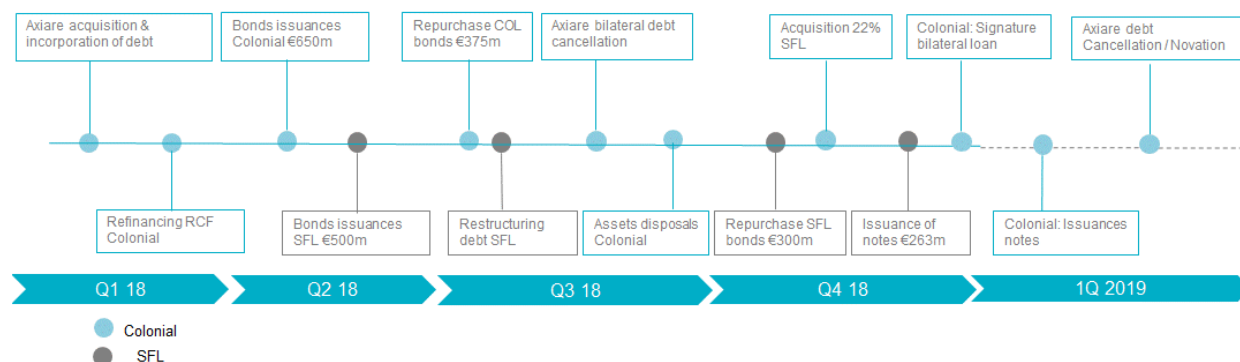 Axiare acquisition &
incorporation of debt
Bonds issuances
Colonial €650m
Repurchase COL
bonds €375m
Axiare bilateral debt
cancellation
Acquisition 22%
SFL
Colonial: Signature
bilateral loan
Axiare debt
Cancellation / Novation
Refinancing RCF
Colonial
Bonds issuances
SFL €500m
Restructuring
debt SFL
Assets disposals
Colonial
Repurchase SFL
bonds €300m
Issuance of
notes €263m
Colonial: Issuances
notes
Q1 18
Q2 18
Q3 18
Q4 18
1Q 2019
Colonial
SFL